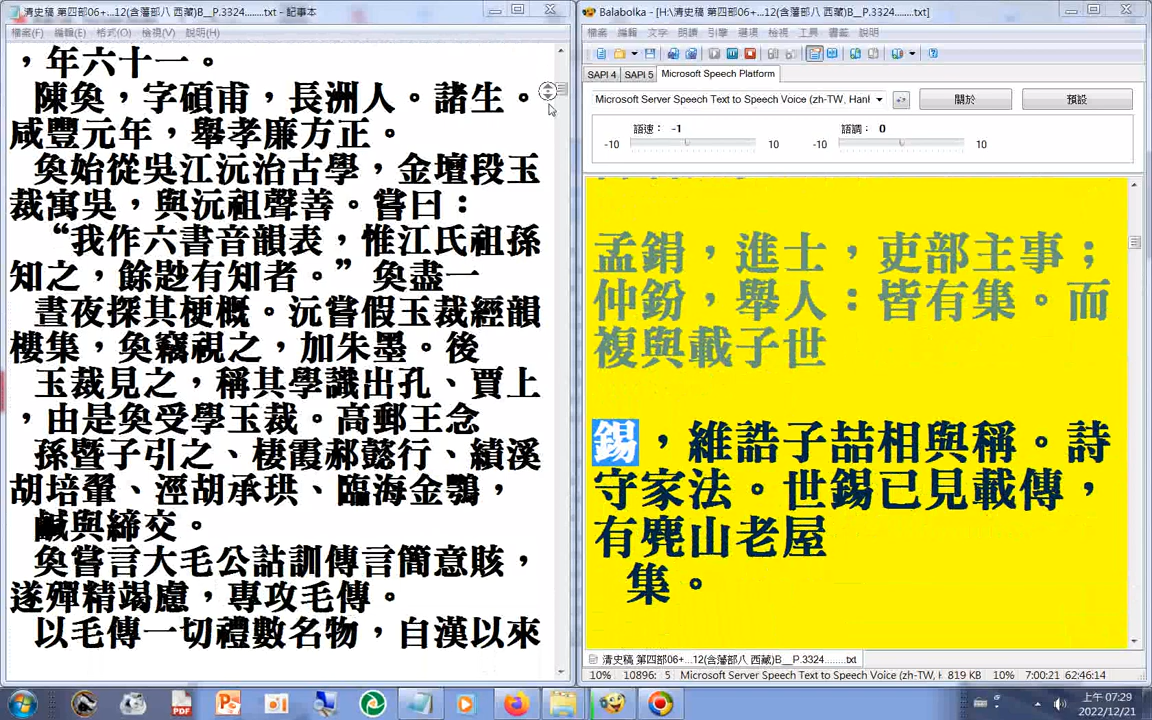 清史稿 第四部06+...12(含藩部八 西藏)B__P.3324........txt - 記事本
檔案(F) 編輯(E) 格式(O) 檢視(V) 說明(H)
，年六十一。
陳奐，字碩甫，長洲人。諸生。
咸豐元年，舉孝廉方正。
奐始從吳江沅治古學，金壇段玉
裁寓吳，與沅祖聲善。嘗曰：
“我作六書音韻表，惟江氏祖孫
知之，餘尟有知者。”奐盡一
晝夜探其梗概。沅嘗假玉裁經韻
樓集，奐竊視之，加朱墨。後
玉裁見之，稱其學識出孔、賈上
，由是奐受學玉裁。高郵王念
孫暨子引之、棲霞郝懿行、績溪
胡培翬、涇胡承珙、臨海金鶚，
鹹與締交。
奐嘗言大毛公詁訓傳言簡意賅，
遂殫精竭慮，專攻毛傳。
以毛傳一切禮數名物，自漢以來
Balabolka - [H:\清史稿 第四部06+...12(含藩部八 西藏)B__P.3324........txt]
檔案 編輯 文字 朗讀 引擎 選項 檢視 工具 書籤 說明
SAPI 4 SAPI 5 Microsoft Speech Platform
Microsoft Server Speech Text to Speech Voice (zh-TW, Hanl 關於 預設
語速： -1 語調： 0
-10 10 -10 10
孟鋗，進士，吏部主事；
仲鈖，舉人：皆有集。而
複與載子世
錫，維誥子喆相與稱。詩
守家法。世錫已見載傳，
有麂山老屋
集。
清史稿 第四部06+...12(含藩部八 西藏)B__P.3324........txt
10% 10896: 5 Microsoft Server Speech Text to Speech Voice (zh-TW, H 819 KB 10% 7:00:21 62:46:14
PDF
上午 07:29
2022/12/21